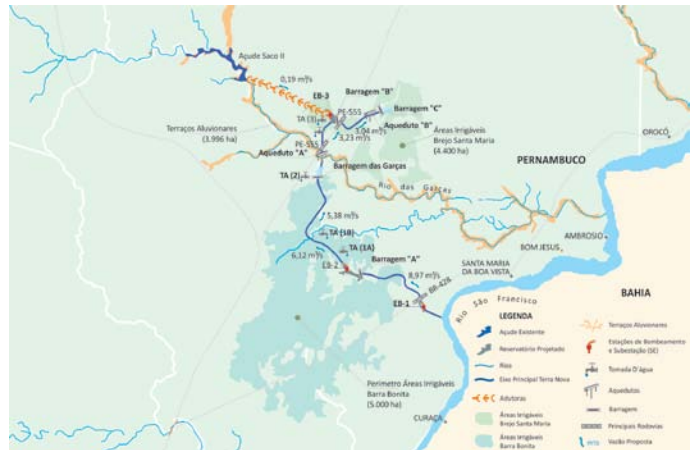 Açude Saco II
0,19 m³/s
EB-3
Barragem "B"
PE-555
Barragem "C"
TA (3)
Aqueduto "B"
3,04 m³/s
3,23 m³/s
Terraços Aluvionares
(3.996 ha)
PE-555
Áreas Irrigáveis
Brejo Santa Maria
(4.400 ha)
OROCÓ
Aqueduto "A"
Barragem das Garças
PERNAMBUCO
TA (2)
Rio das Garças
5,38 m³/s
TA (1B)
AMBROSIO
BOM JESUS
TA (1A)
6,12 m³/s
EB-2
Barragem "A"
SANTA MARIA
DA BOA VISTA
8,97 m³/s
BR-428
EB-1
Rio São Francisco
BAHIA
Perimetro Áreas Irrigáveis
Barra Bonita
(5.000 ha)
CURAÇÁ
LEGENDA
Açude Existente
Reservatório Projetado
Rios
Eixo Principal Terra Nova
Adutoras
Áreas Irrigáveis
Brejo Santa Maria
Áreas Irrigáveis
Barra Bonita
Terraços Aluvionares
Estações de Bombeamento
e Subestação (SE)
Tomada D'água
Aquedutos
Barragem
Principais Rodovias
Vazão Proposta